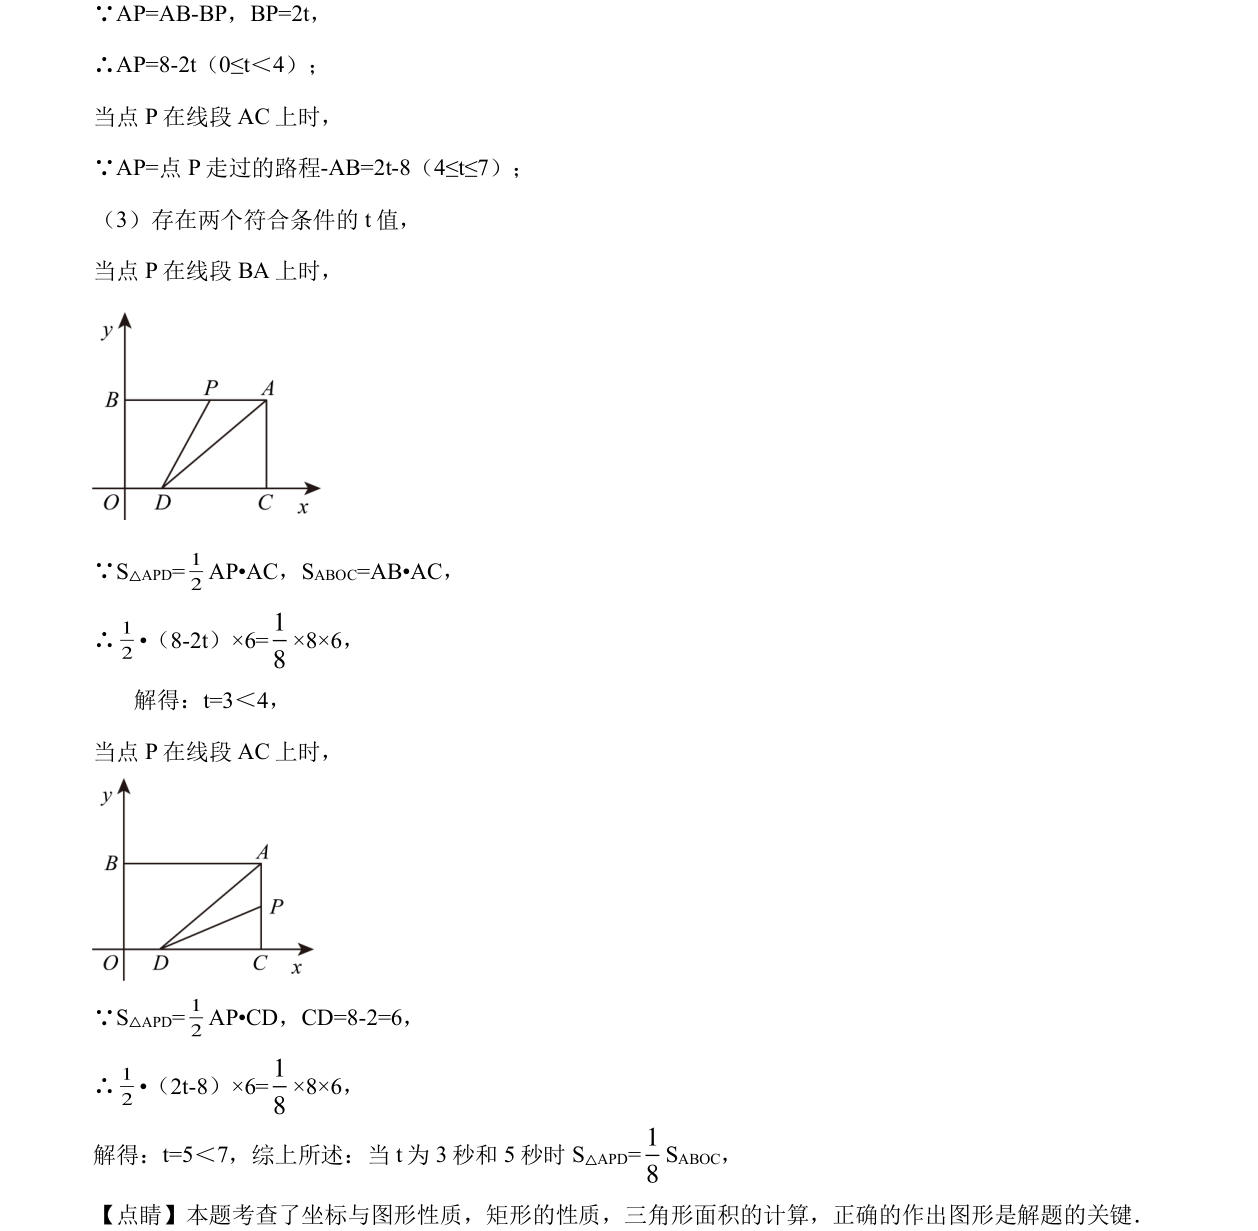 ∵AP=AB-BP，BP=2t，
∴AP=8-2t（0≤t＜4）；
当点 P 在线段 AC 上时，
∵AP=点 P 走过的路程-AB=2t-8（4≤t≤7）；
（3）存在两个符合条件的 t 值，
当点 P 在线段 BA 上时，
y
B P A
O D C x
∵S△APD=1/2 AP•AC，SABOC=AB•AC，
∴1/2•（8-2t）×6=1/8×8×6，
解得：t=3＜4，
当点 P 在线段 AC 上时，
y
B A
P
O D C x
∵S△APD=1/2 AP•CD，CD=8-2=6，
∴1/2•（2t-8）×6=1/8×8×6，
解得：t=5＜7，综上所述：当 t 为 3 秒和 5 秒时 S△APD=1/8 SABOC，
【点睛】本题考查了坐标与图形性质，矩形的性质，三角形面积的计算，正确的作出图形是解题的关键．